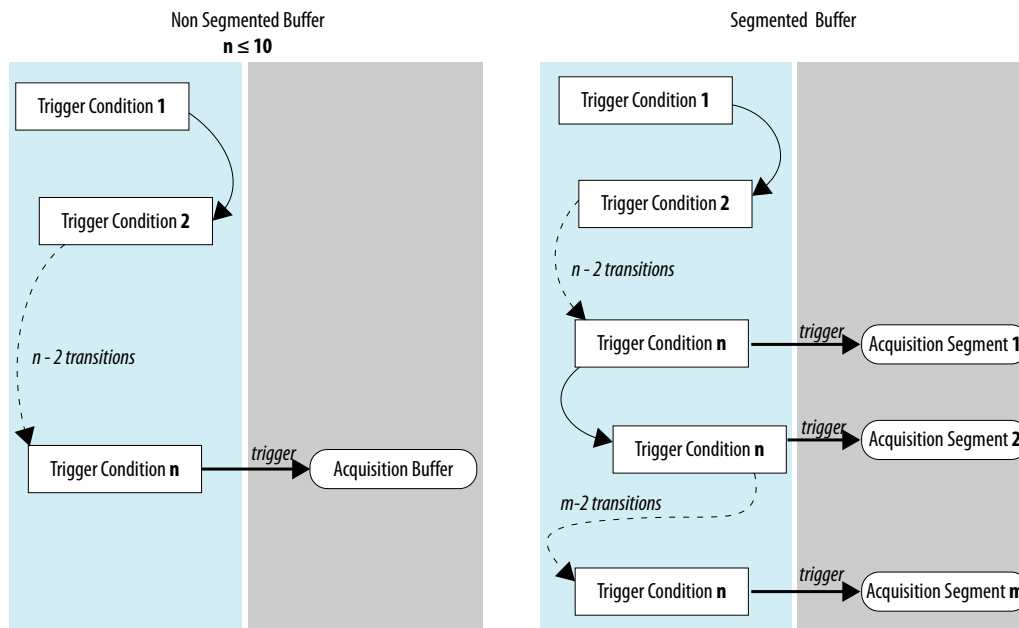 Non Segmented Buffer
n ≤ 10
Trigger Condition 1
Trigger Condition 2
n - 2 transitions
Trigger Condition n
trigger
Acquisition Buffer
Segmented Buffer
Trigger Condition 1
Trigger Condition 2
n - 2 transitions
Trigger Condition n
trigger
Acquisition Segment 1
Trigger Condition n
trigger
Acquisition Segment 2
m-2 transitions
Trigger Condition n
trigger
Acquisition Segment m